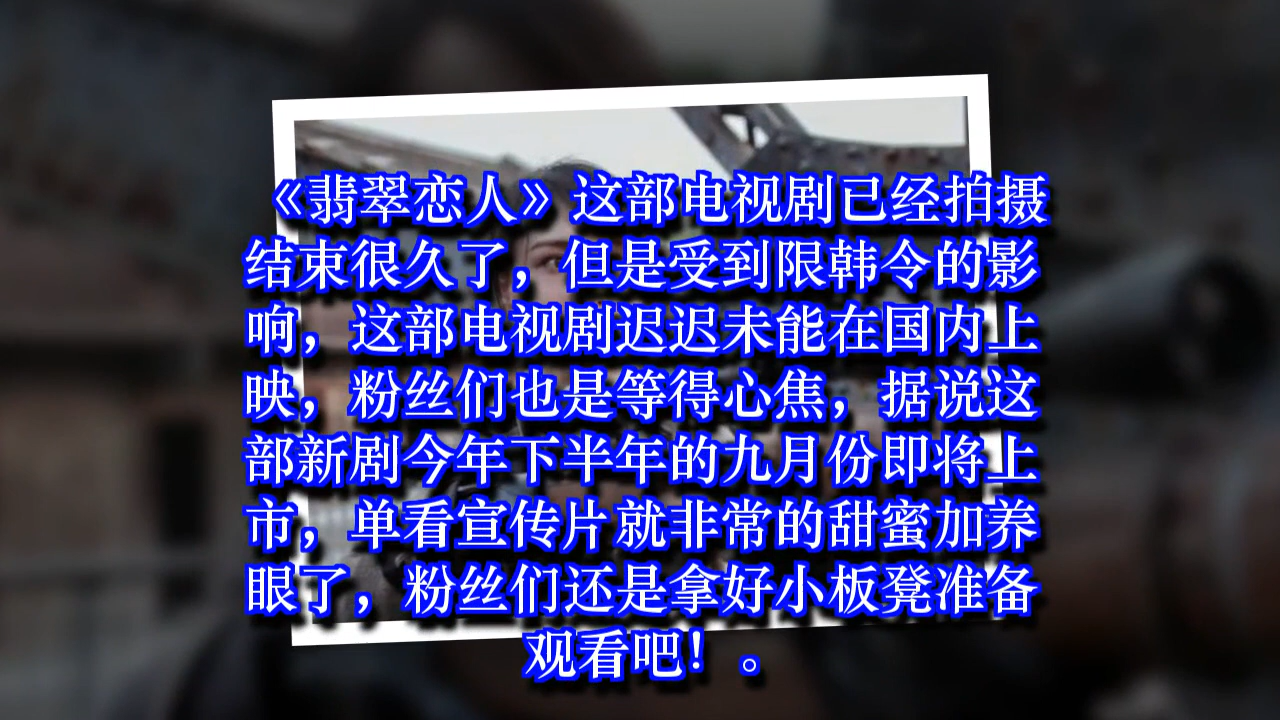 《翡翠恋人》这部电视剧已经拍摄
结束很久了，但是受到限韩令的影
响，这部电视剧迟迟未能在国内上
映，粉丝们也是等得心焦，据说这
部新剧今年下半年的九月份即将上
市，单看宣传片就非常的甜蜜加养
眼了，粉丝们还是拿好小板凳准备
观看吧！。